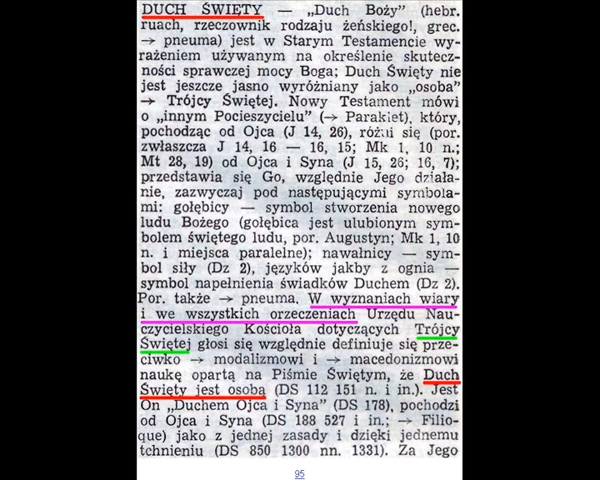 DUCH ŚWIĘTY — „Duch Boży” (hebr.
ruach, rzeczownik rodzaju żeńskiego!, grec.
→ pneuma) jest w Starym Testamencie wy-
rażeniem używanym na określenie skutecz-
ności sprawczej mocy Boga; Duch Święty nie
jest jeszcze jasno wyróżniany jako „osoba”
→ Trójcy Świętej. Nowy Testament mówi
o „innym Pocieszycielu” (→ Paraklet), który,
pochodząc od Ojca (J 14, 26), różni się (por.
zwłaszcza J 14, 16 — 16, 15; Mk 1, 10 n.;
Mt 28, 19) od Ojca i Syna (J 15, 26; 16, 7);
przedstawia się Go, względnie Jego działa-
nie, zazwyczaj pod następującymi symbola-
mi: gołębicy — symbol stworzenia nowego
ludu Bożego (gołębica jest ulubionym sym-
bolem świętego ludu, por. Augustyn; Mk 1, 10
n. i miejsca paralelne); nawałnicy — sym-
bol siły (Dz 2), języków jakby z ognia —
symbol napełnienia świadków Duchem (Dz 2).
Por. także → pneuma. W wyznaniach wiary
i we wszystkich orzeczeniach Urzędu Nau-
czycielskiego Kościoła dotyczących Trójcy
Świętej głosi się względnie definiuje się prze-
ciwko → modalizmowi i → macedonizmowi
naukę opartą na Piśmie Świętym, że Duch
Święty jest osobą (DS 112 151 n. i in.). Jest
On „Duchem Ojca i Syna” (DS 178), pochodzi
od Ojca i Syna (DS 188 527 i in.; → Filio-
que) jako z jednej zasady i dzięki jednemu
tchnieniu (DS 850 1300 nn. 1331). Za Jego
95